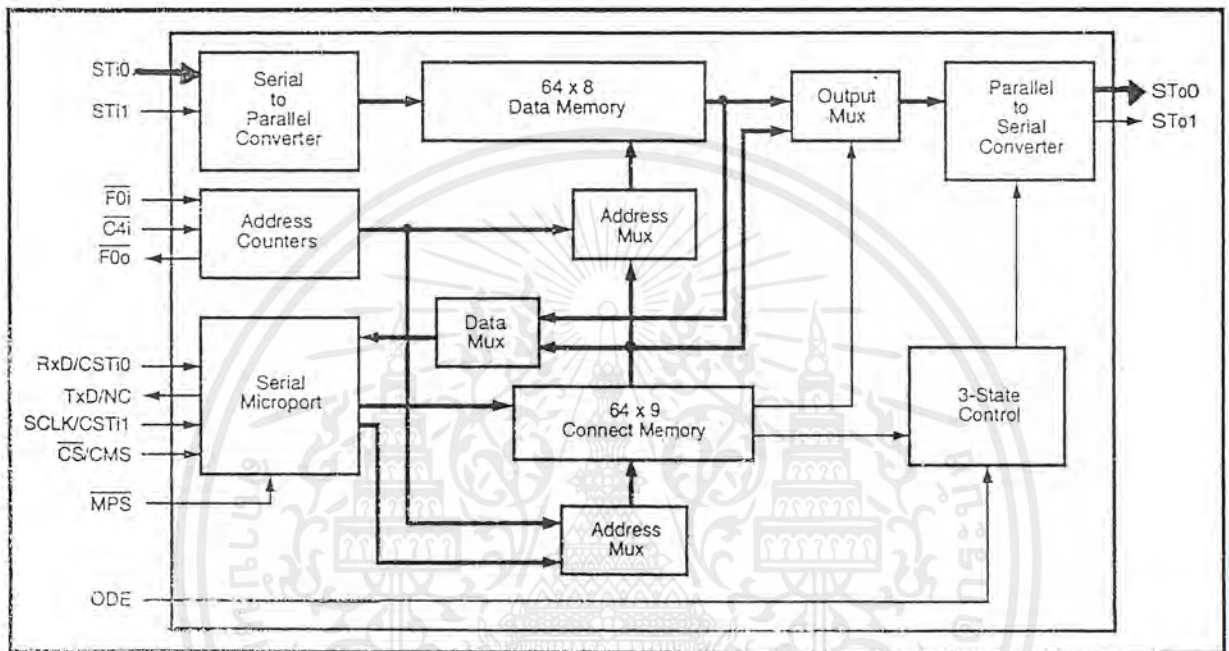 STi0
STi1
Serial
to
Parallel
Converter
64 x 8
Data Memory
Output
Mux
Parallel
to
Serial
Converter
STo0
STo1
F0i
C4i
F0o
Address
Counters
Address
Mux
Data
Mux
RxD/CSTi0
TxD/NC
SCLK/CSTi1
CS/CMS
MPS
Serial
Microport
64 x 9
Connect Memory
3-State
Control
Address
Mux
ODE